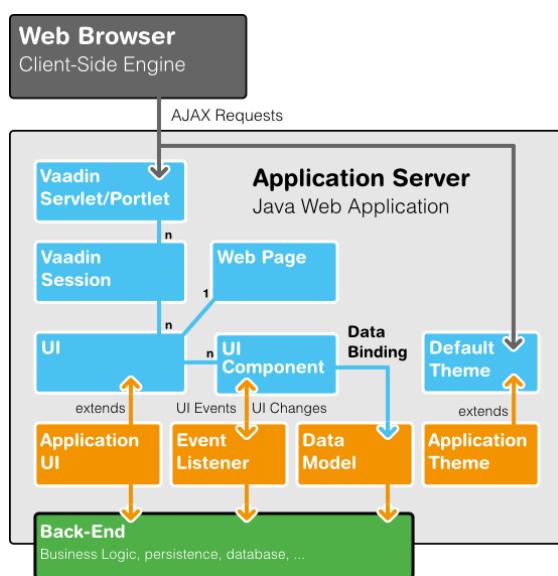 Web Browser
Client-Side Engine
AJAX Requests
Application Server
Java Web Application
Vaadin
Servlet/Portlet
n
Vaadin
Session
Web Page
1
n
UI
n
UI
Component
Data
Binding
Default
Theme
extends
UI Events
UI Changes
extends
Application
UI
Event
Listener
Data
Model
Application
Theme
Back-End
Business Logic, persistence, database, ...